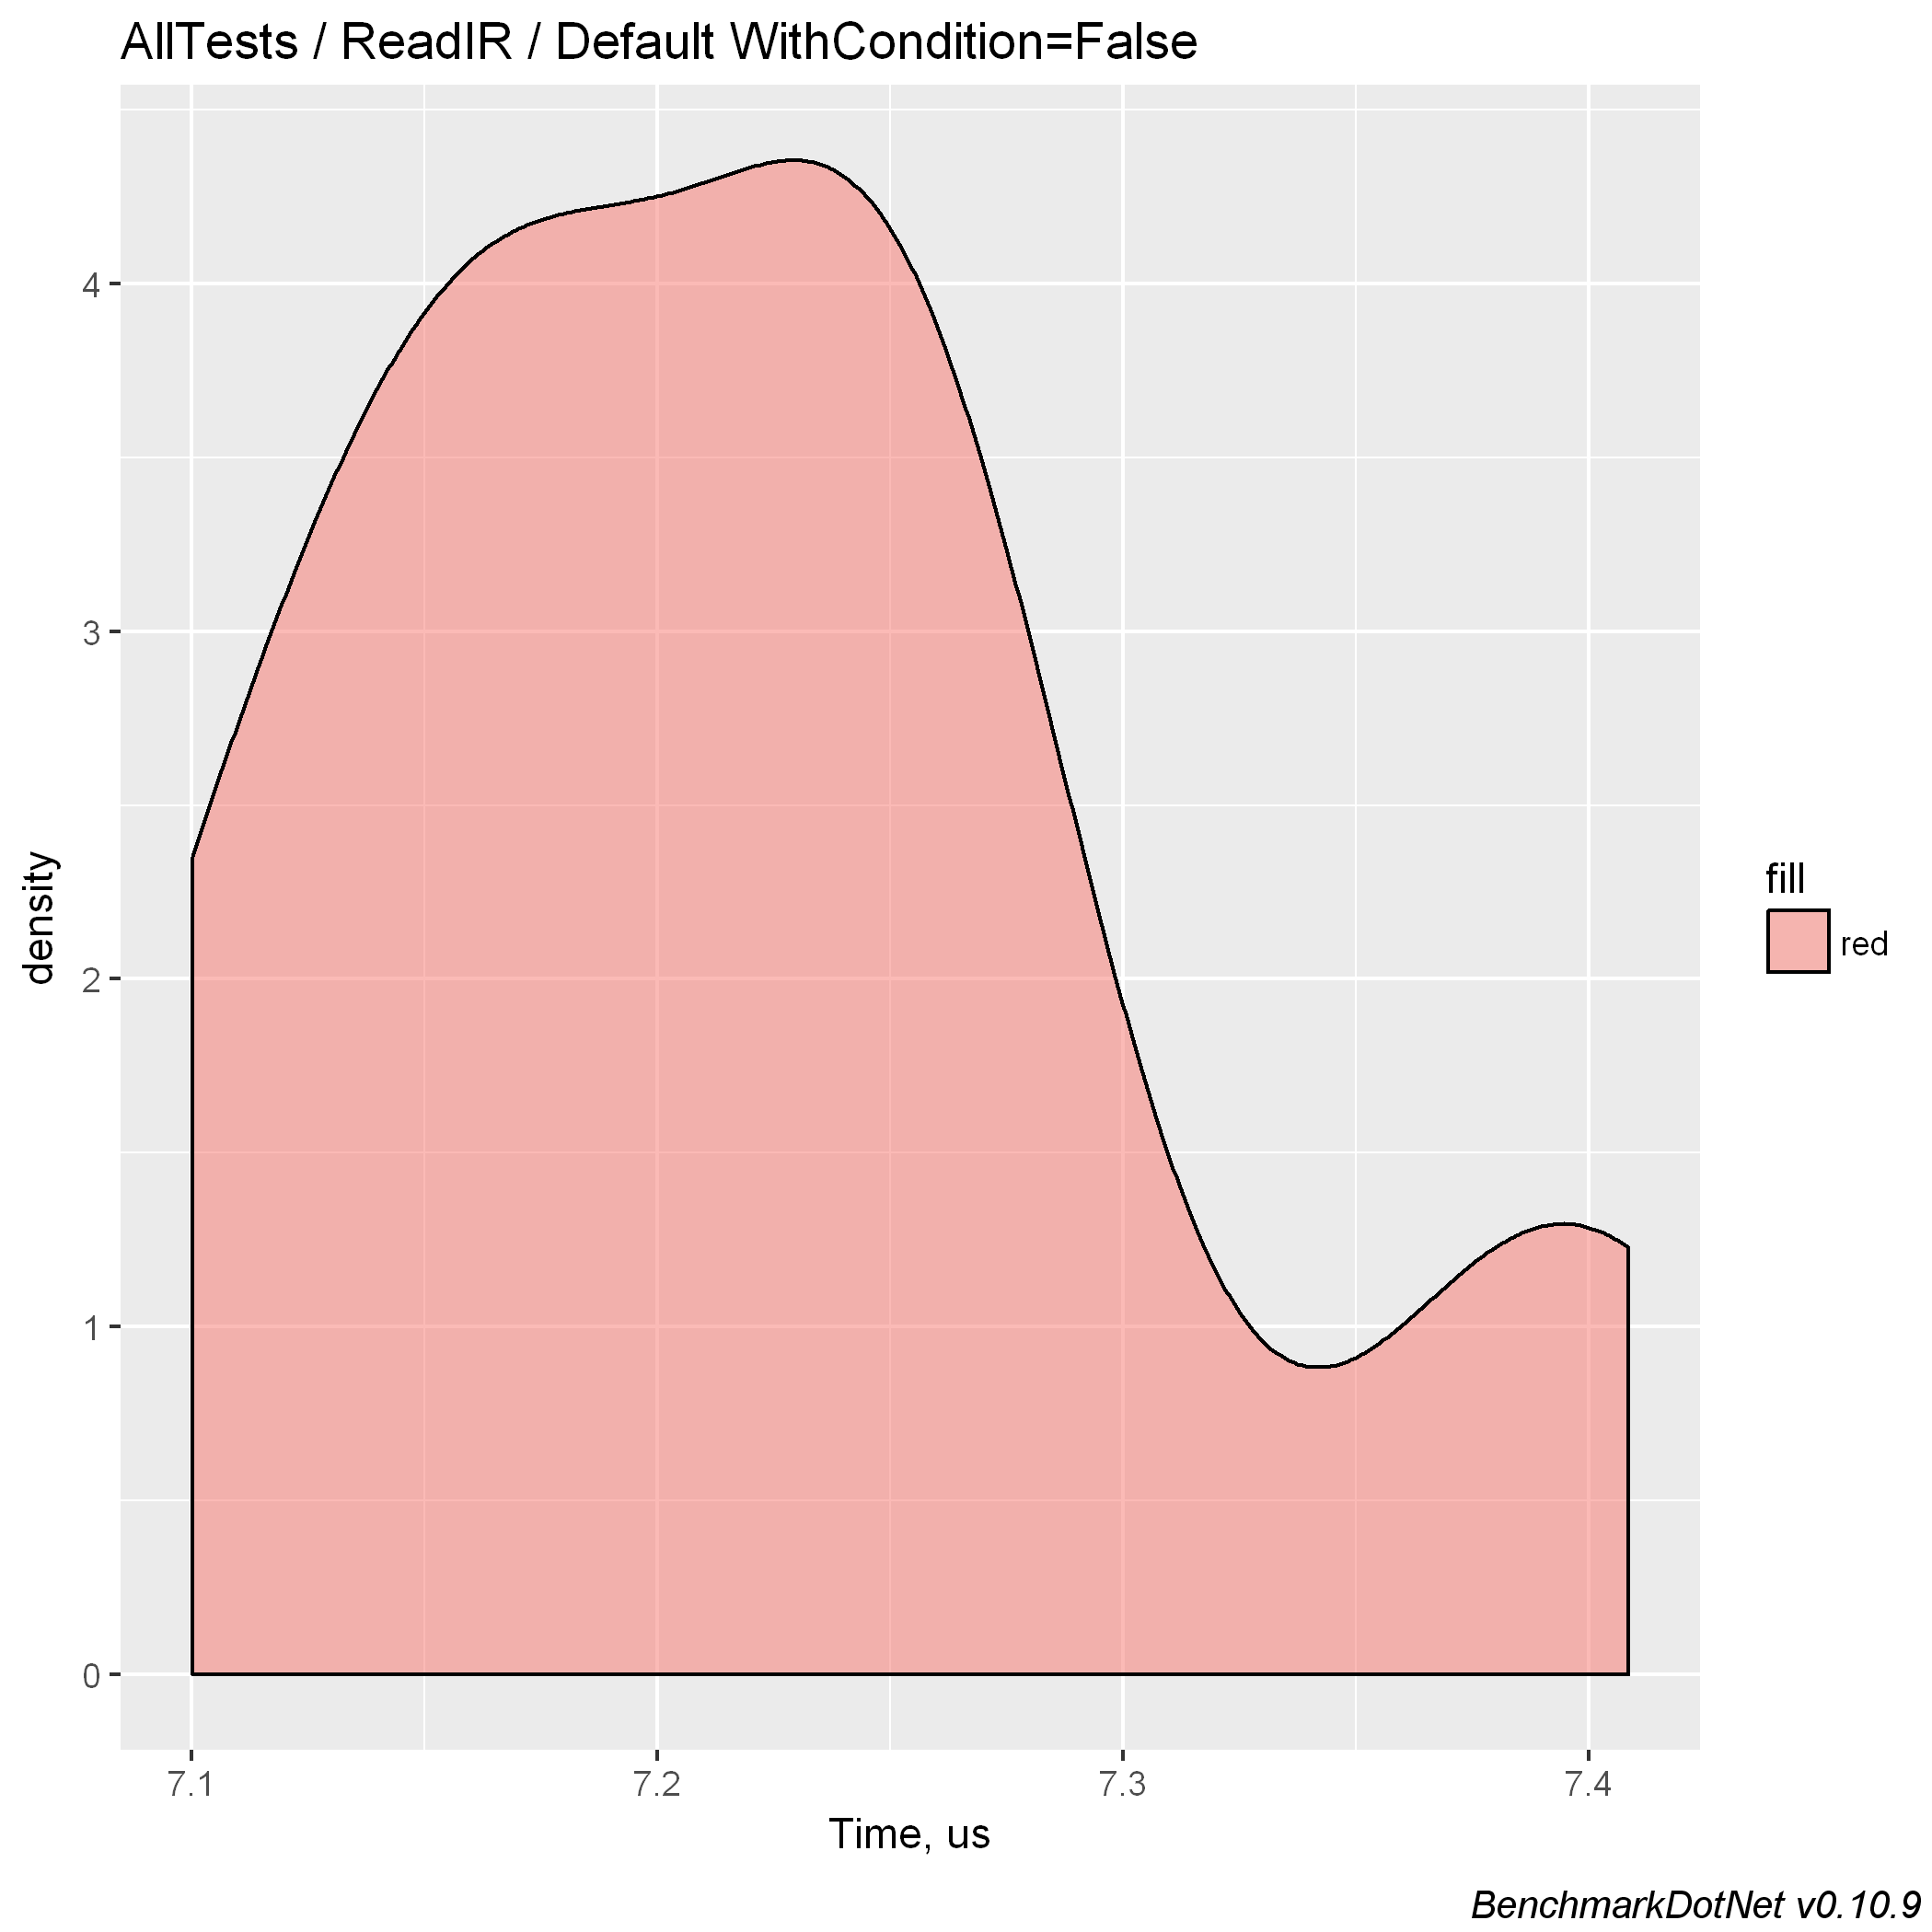 AllTests / ReadIR / Default WithCondition=False
density
4
3
2
1
0
7.1 7.2 7.3 7.4
Time, us
fill
red
BenchmarkDotNet v0.10.9